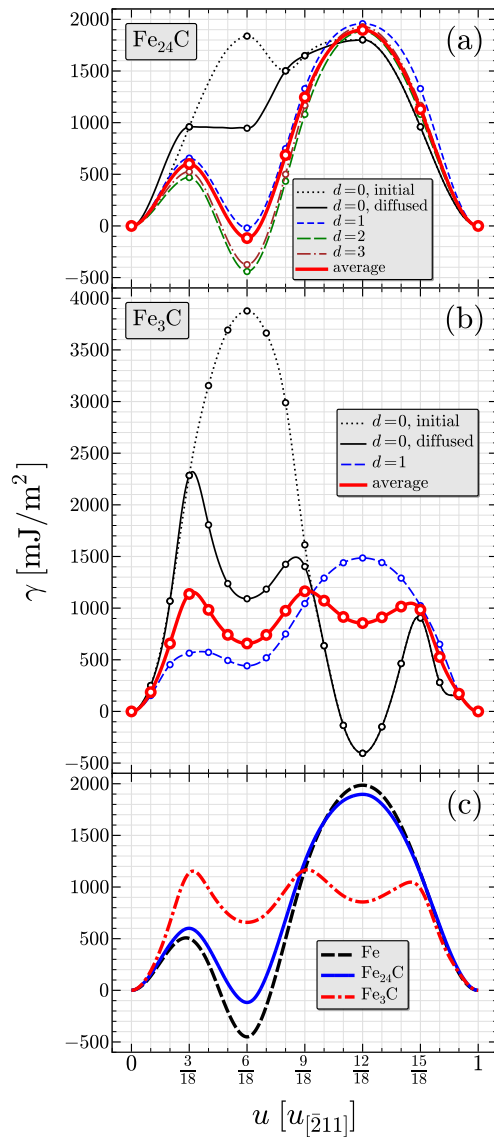 Fe₂₄C
(a)
2000
1500
1000
500
0
−500
d=0, initial
d=0, diffused
d=1
d=2
d=3
average
Fe₃C
(b)
4000
3500
3000
2500
2000
1500
1000
500
0
−500
d=0, initial
d=0, diffused
d=1
average
γ [mJ/m²]
(c)
2000
1500
1000
500
0
−500
Fe
Fe₂₄C
Fe₃C
0 3/18 6/18 9/18 12/18 15/18 1
u [u_[2̄11]]